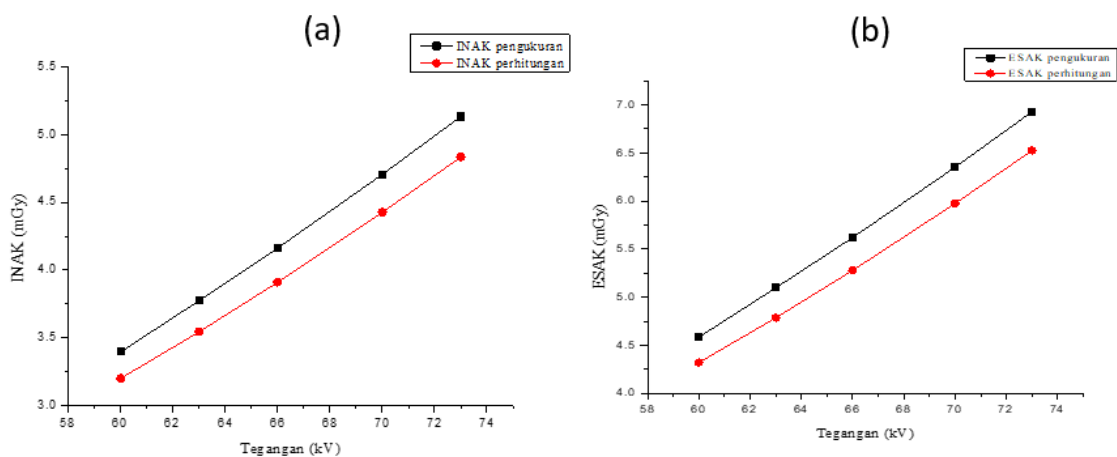 (a)
INAK pengukuran
INAK perhitungan
5.5
5.0
4.5
4.0
3.5
3.0
INAK (mGy)
58 60 62 64 66 68 70 72 74
Tegangan (kV)
(b)
ESAK pengukuran
ESAK perhitungan
7.0
6.5
6.0
5.5
5.0
4.5
4.0
ESAK (mGy)
58 60 62 64 66 68 70 72 74
Tegangan (kV)